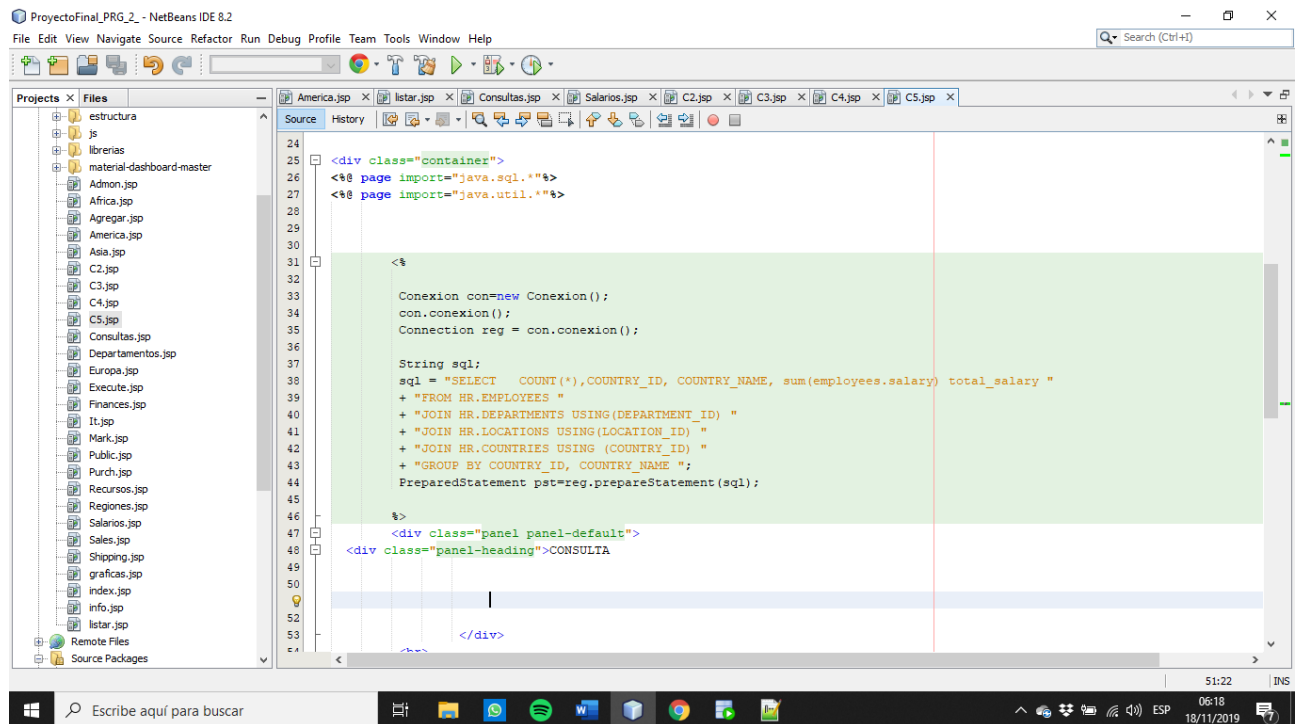 ProyectoFinal_PRG_2_ - NetBeans IDE 8.2
File Edit View Navigate Source Refactor Run Debug Profile Team Tools Window Help
Search (Ctrl+I)
Projects Files
America.jsp listar.jsp Consultas.jsp Salarios.jsp C2.jsp C3.jsp C4.jsp C5.jsp
Source History
estructura
js
librerias
material-dashboard-master
Admon.jsp
Africa.jsp
Agregar.jsp
America.jsp
Asia.jsp
C2.jsp
C3.jsp
C4.jsp
C5.jsp
Consultas.jsp
Departamentos.jsp
Europa.jsp
Execute.jsp
Finances.jsp
It.jsp
Mark.jsp
Public.jsp
Purch.jsp
Recursos.jsp
Regiones.jsp
Salarios.jsp
Sales.jsp
Shipping.jsp
graficas.jsp
index.jsp
info.jsp
listar.jsp
Remote Files
Source Packages
24
25 <div class="container">
26 <%@ page import="java.sql.*"%>
27 <%@ page import="java.util.*"%>
28
29
30
31 <%
32
33 Conexion con=new Conexion();
34 con.conexion();
35 Connection reg = con.conexion();
36
37 String sql;
38 sql = "SELECT   COUNT(*),COUNTRY_ID, COUNTRY_NAME, sum(employees.salary) total_salary "
39 + "FROM HR.EMPLOYEES "
40 + "JOIN HR.DEPARTMENTS USING(DEPARTMENT_ID) "
41 + "JOIN HR.LOCATIONS USING(LOCATION_ID) "
42 + "JOIN HR.COUNTRIES USING (COUNTRY_ID) "
43 + "GROUP BY COUNTRY_ID, COUNTRY_NAME ";
44 PreparedStatement pst=reg.prepareStatement(sql);
45
46 %>
47 <div class="panel panel-default">
48 <div class="panel-heading">CONSULTA
49
50
52
53 </div>
54 <br>
51:22 INS
Escribe aquí para buscar
ESP
06:18
18/11/2019
7